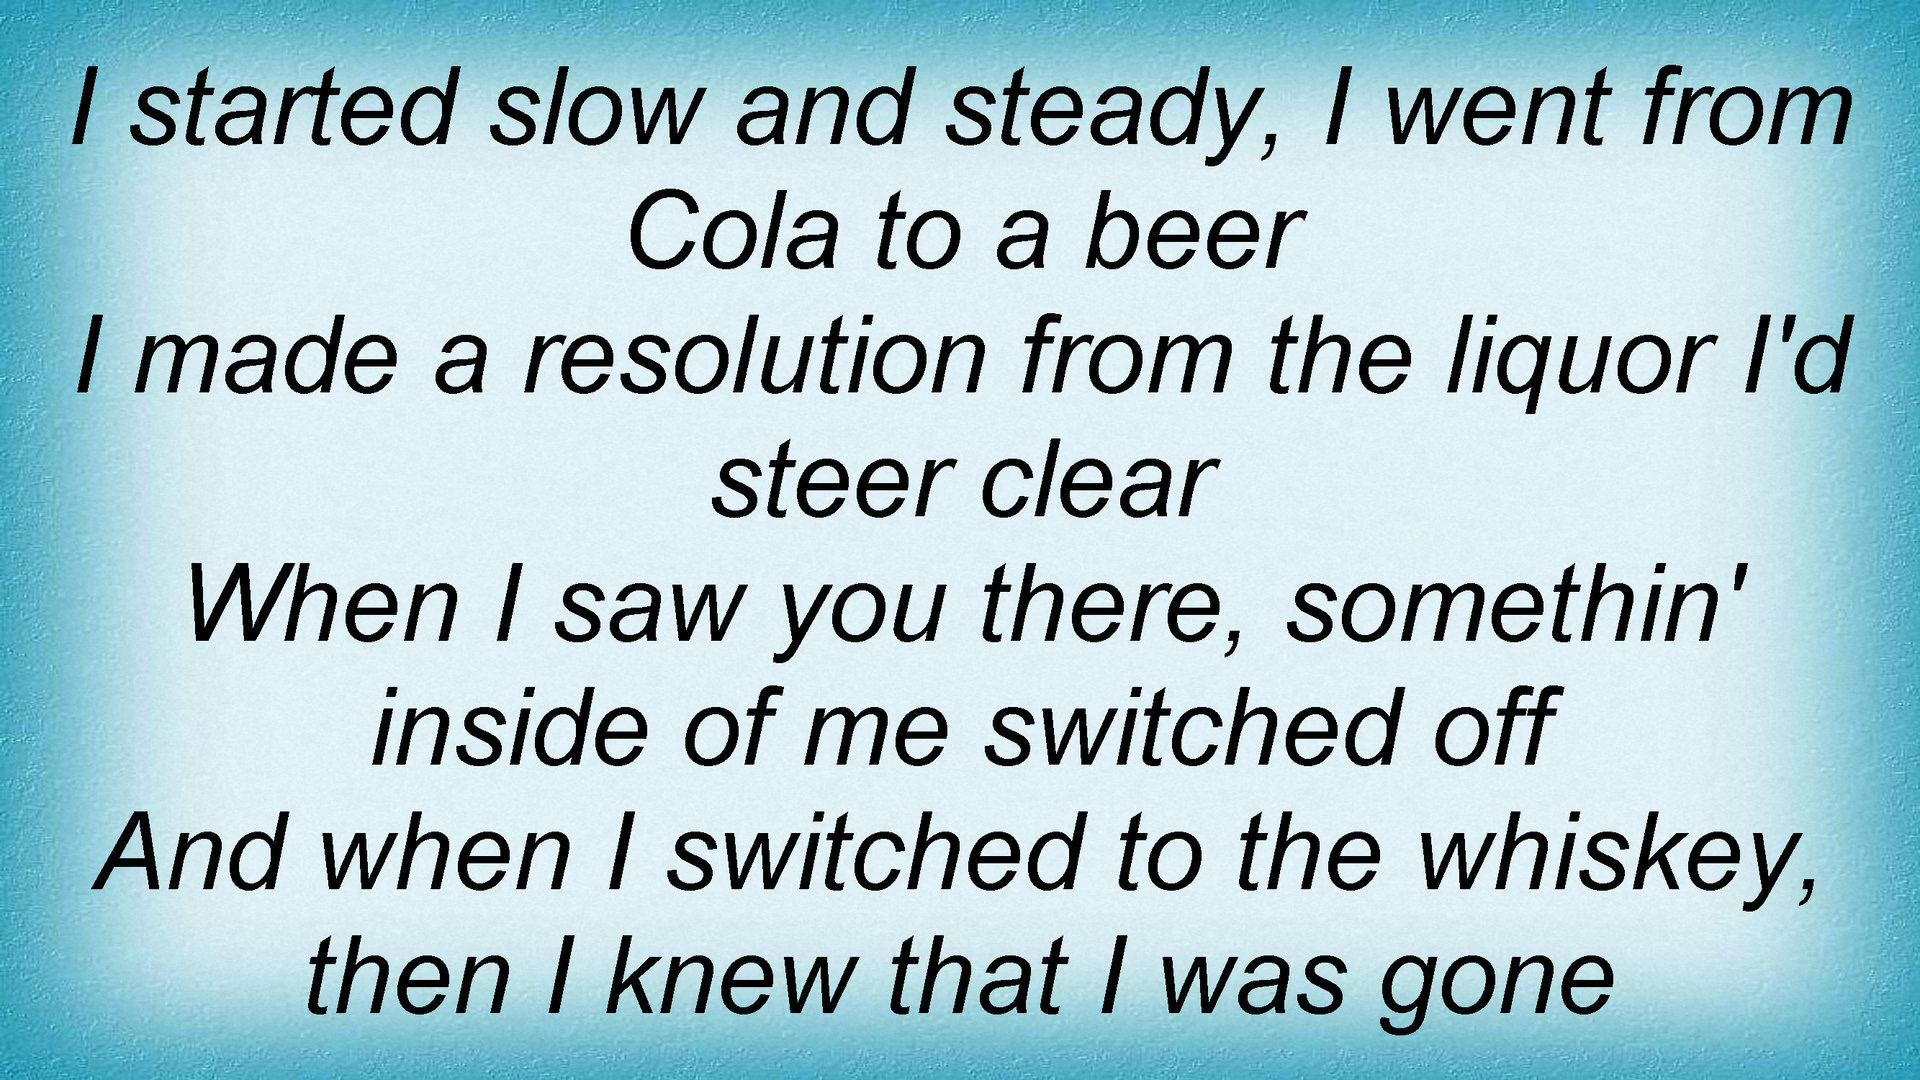 I started slow and steady, I went from
Cola to a beer
I made a resolution from the liquor I'd
steer clear
When I saw you there, somethin'
inside of me switched off
And when I switched to the whiskey,
then I knew that I was gone